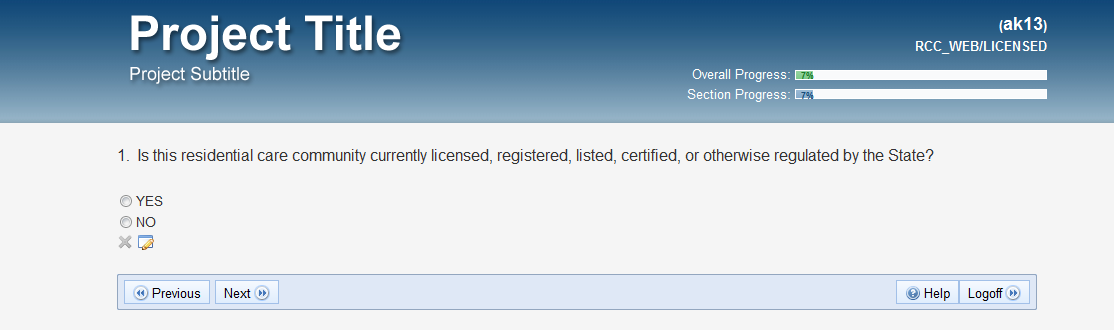 Project Title
Project Subtitle
(ak13)
RCC_WEB/LICENSED
Overall Progress: 7%
Section Progress: 7%
1. Is this residential care community currently licensed, registered, listed, certified, or otherwise regulated by the State?
YES
NO
Previous Next Help Logoff